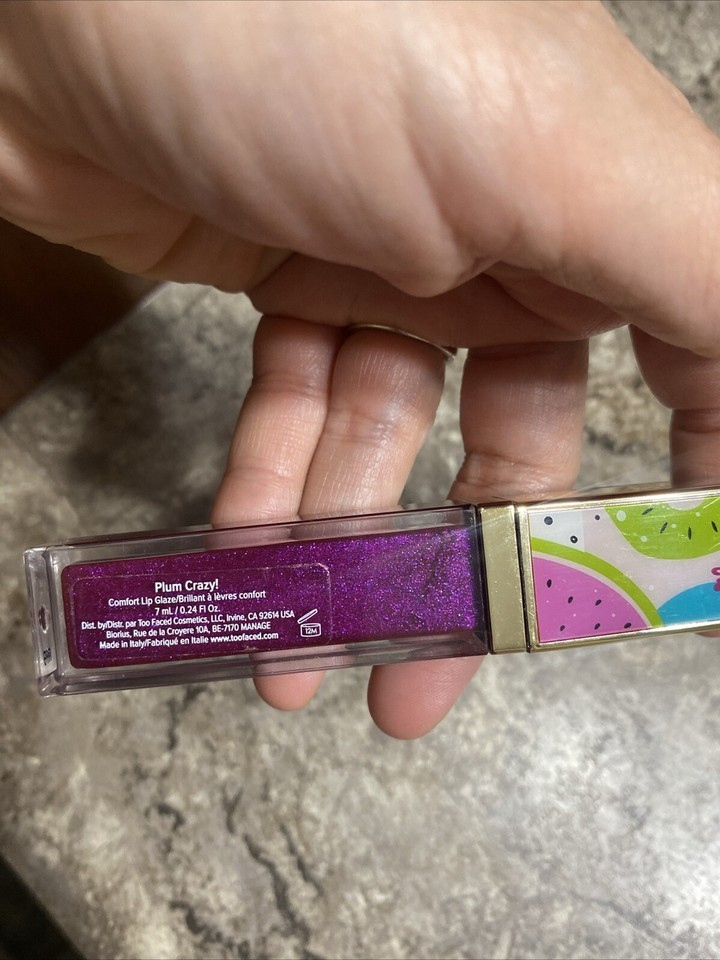 Plum Crazy!
Comfort Lip Glaze/Brillant à lèvres confort
7 mL / 0.24 Fl Oz.
Dist. by/Distr. par Too Faced Cosmetics, LLC, Irvine, CA 92614 USA
Biorius, Rue de la Croyere 10A, BE-7170 MANAGE
Made in Italy/Fabriqué en Italie www.toofaced.com
12M